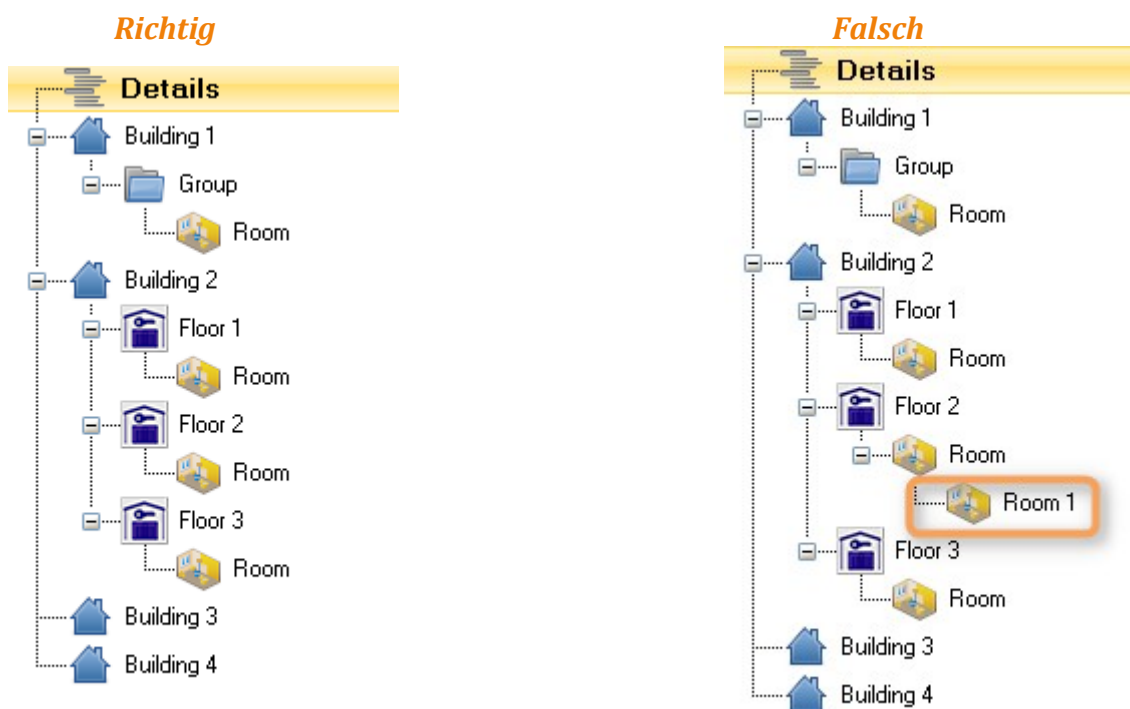 Richtig
Details
Building 1
Group
Room
Building 2
Floor 1
Room
Floor 2
Room
Floor 3
Room
Building 3
Building 4
Falsch
Details
Building 1
Group
Room
Building 2
Floor 1
Room
Floor 2
Room
Room 1
Floor 3
Room
Building 3
Building 4